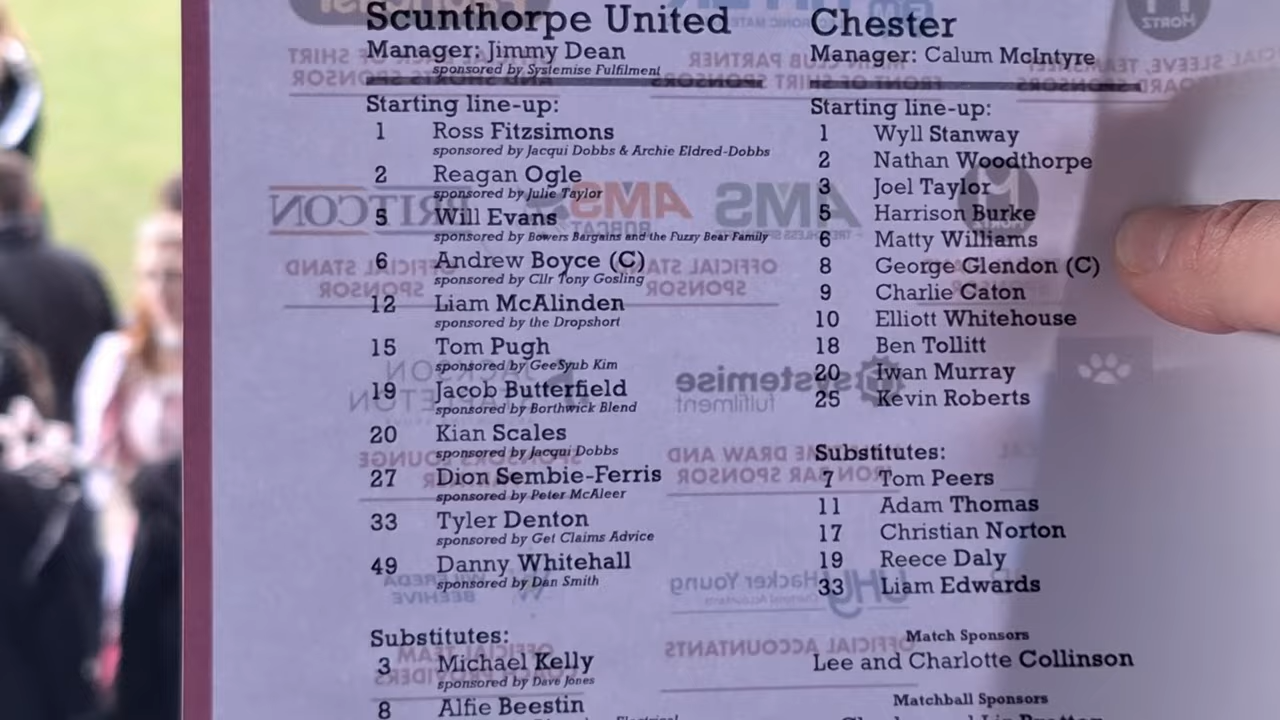 Scunthorpe United
Manager: Jimmy Dean
sponsored by Systemise Fulfilment
Starting line-up:
1 Ross Fitzsimons
sponsored by Jacqui Dobbs & Archie Eldred-Dobbs
2 Reagan Ogle
sponsored by Julie Taylor
5 Will Evans
sponsored by Bowers Bargains and the Fuzzy Bear Family
6 Andrew Boyce (C)
sponsored by Cllr Tony Gosling
12 Liam McAlinden
sponsored by the Dropshort
15 Tom Pugh
sponsored by GeeSyub Kim
19 Jacob Butterfield
sponsored by Borthwick Blend
20 Kian Scales
sponsored by Jacqui Dobbs
27 Dion Sembie-Ferris
sponsored by Peter McAleer
33 Tyler Denton
sponsored by Get Claims Advice
49 Danny Whitehall
sponsored by Dan Smith
Substitutes:
3 Michael Kelly
sponsored by Dave Jones
8 Alfie Beestin
Chester
Manager: Calum McIntyre
Starting line-up:
1 Wyll Stanway
2 Nathan Woodthorpe
3 Joel Taylor
5 Harrison Burke
6 Matty Williams
8 George Glendon (C)
9 Charlie Caton
10 Elliott Whitehouse
18 Ben Tollitt
20 Iwan Murray
25 Kevin Roberts
Substitutes:
7 Tom Peers
11 Adam Thomas
17 Christian Norton
19 Reece Daly
33 Liam Edwards
Match Sponsors
Lee and Charlotte Collinson
Matchball Sponsors